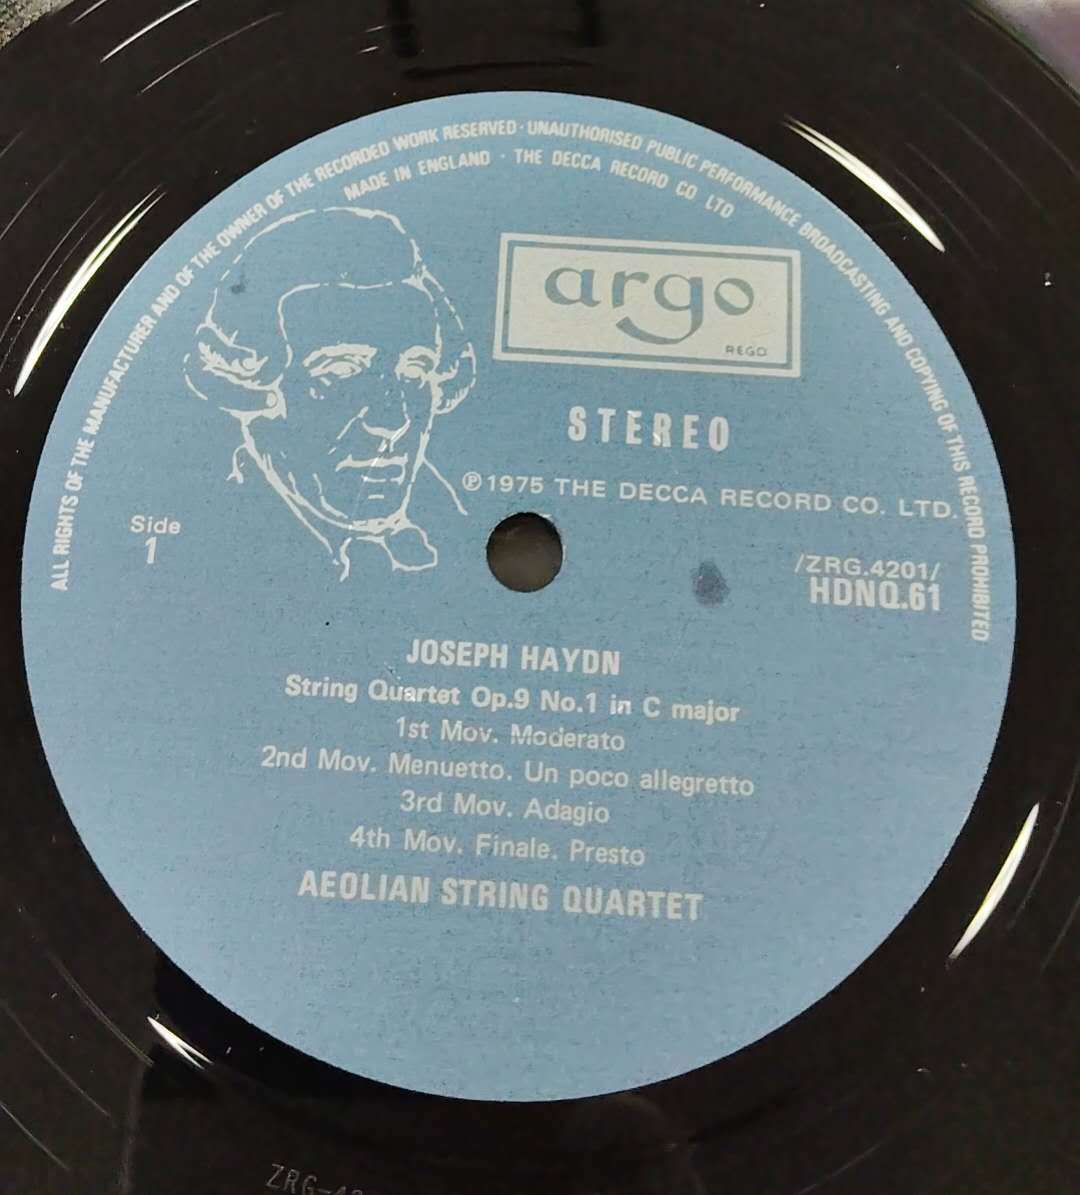 ALL RIGHTS OF THE MANUFACTURER AND OF THE OWNER OF THE RECORDED WORK RESERVED · UNAUTHORISED PUBLIC PERFORMANCE BROADCASTING AND COPYING OF THIS RECORD PROHIBITED
MADE IN ENGLAND · THE DECCA RECORD CO LTD
argo
REGD
STEREO
℗ 1975 THE DECCA RECORD CO. LTD.
Side
1
/ZRG.4201/
HDNQ.61
JOSEPH HAYDN
String Quartet Op.9 No.1 in C major
1st Mov. Moderato
2nd Mov. Menuetto. Un poco allegretto
3rd Mov. Adagio
4th Mov. Finale. Presto
AEOLIAN STRING QUARTET